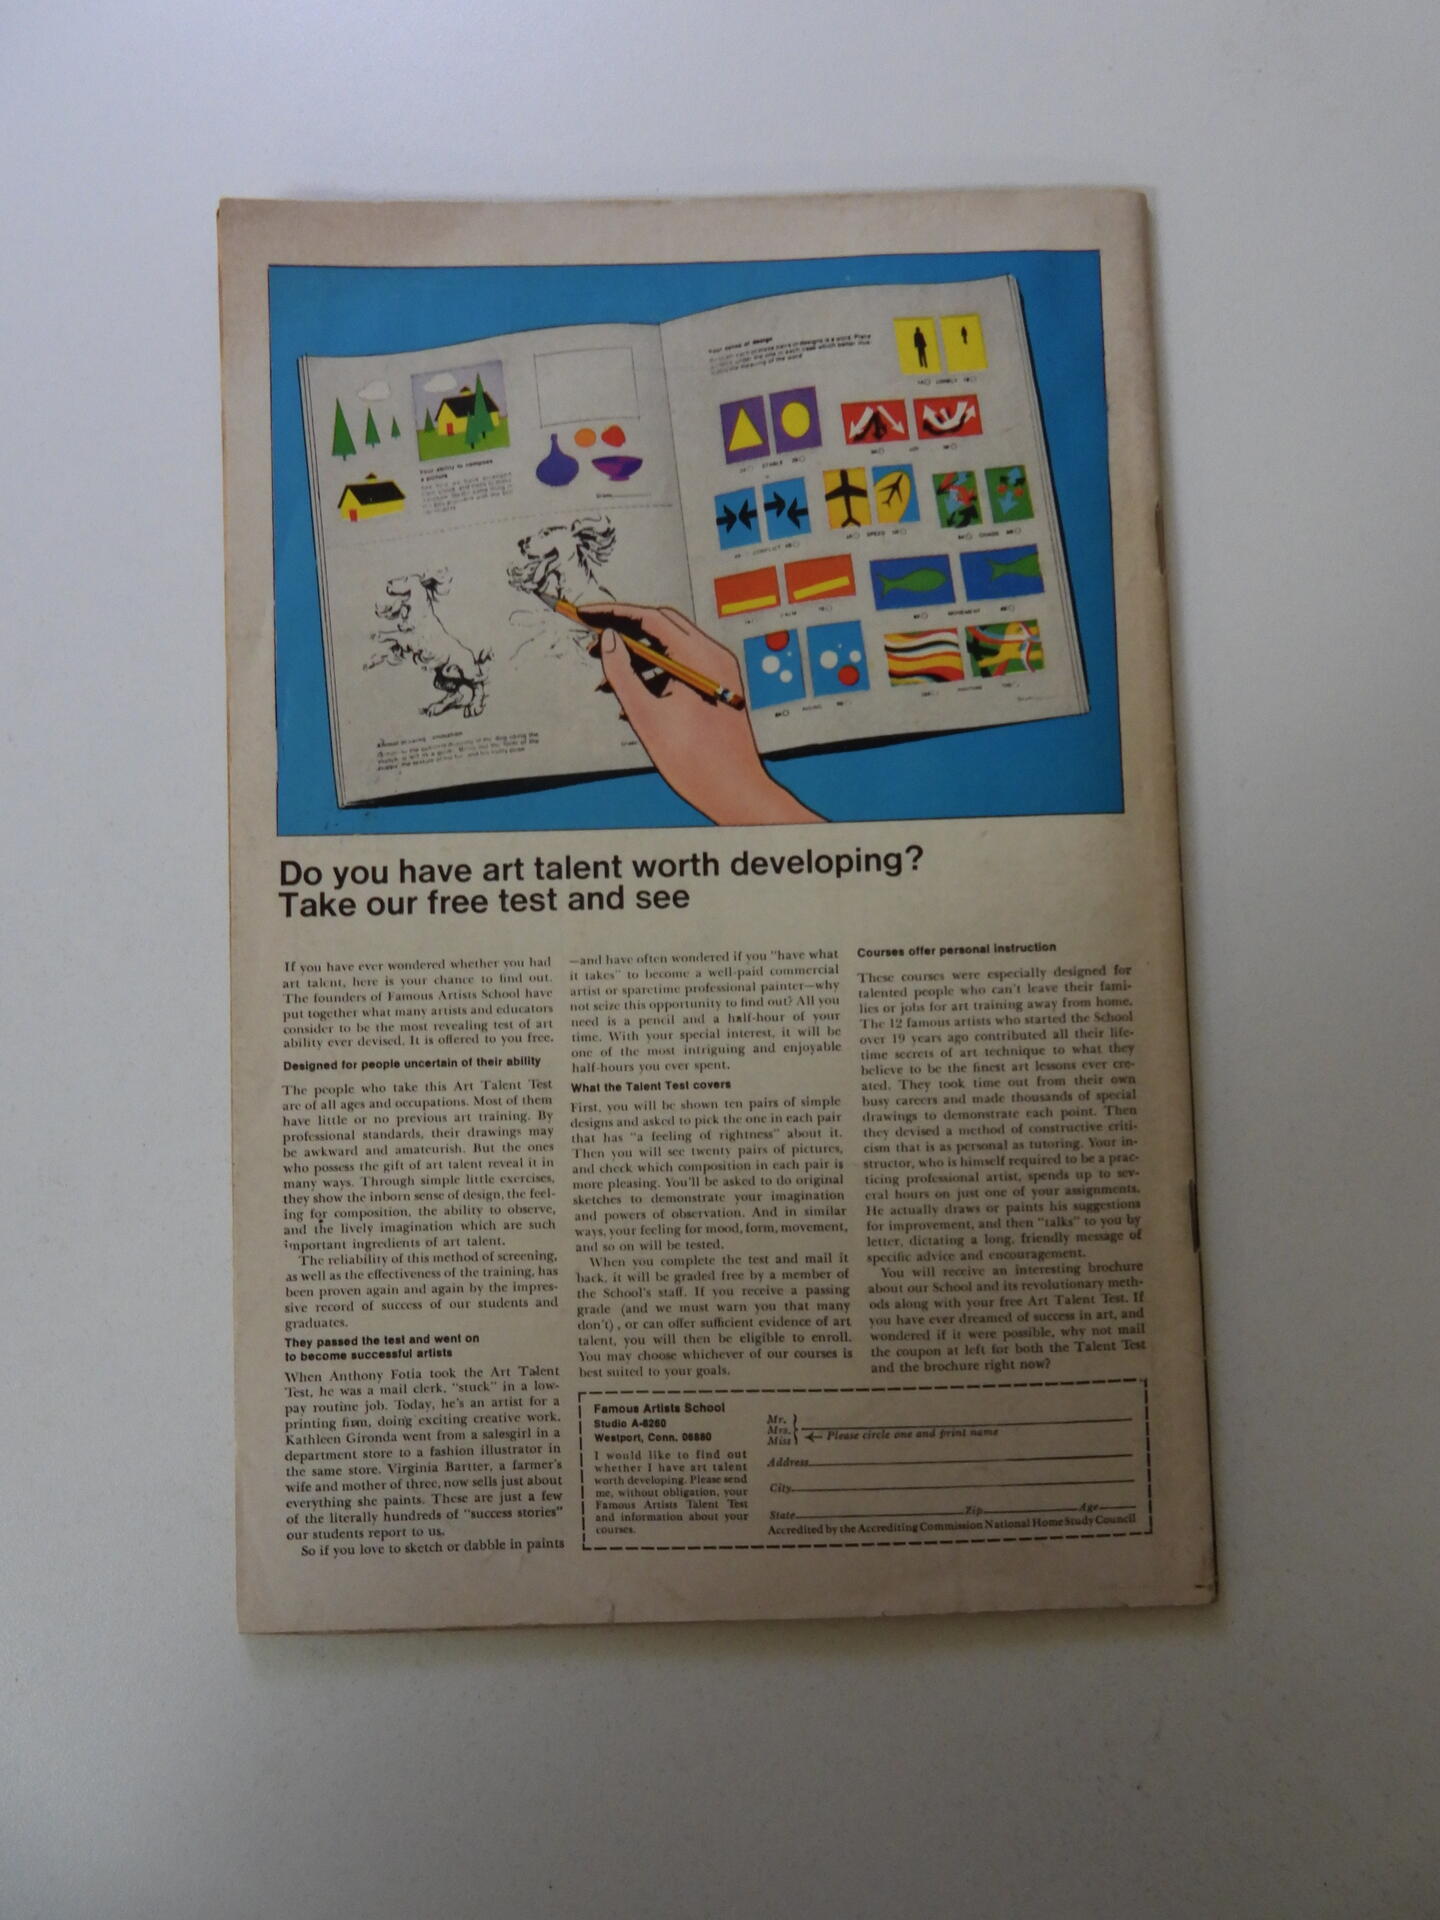 Your sense of design
Your ability to compose
a picture
STABLE
JOY
LONELY
CONFLICT
SPEED
CHAOS
CALM
MOVEMENT
Do you have art talent worth developing?
Take our free test and see
If you have ever wondered whether you had
art talent, here is your chance to find out.
The founders of Famous Artists School have
put together what many artists and educators
consider to be the most revealing test of art
ability ever devised. It is offered to you free.
Designed for people uncertain of their ability
The people who take this Art Talent Test
are of all ages and occupations. Most of them
have little or no previous art training. By
professional standards, their drawings may
be awkward and amateurish. But the ones
who possess the gift of art talent reveal it in
many ways. Through simple little exercises,
they show the inborn sense of design, the feel-
ing for composition, the ability to observe,
and the lively imagination which are such
important ingredients of art talent.
The reliability of this method of screening,
as well as the effectiveness of the training, has
been proven again and again by the impres-
sive record of success of our students and
graduates.
They passed the test and went on
to become successful artists
When Anthony Fotia took the Art Talent
Test, he was a mail clerk, "stuck" in a low-
pay routine job. Today, he's an artist for a
printing firm, doing exciting creative work.
Kathleen Gironda went from a salesgirl in a
department store to a fashion illustrator in
the same store. Virginia Bartter, a farmer's
wife and mother of three, now sells just about
everything she paints. These are just a few
of the literally hundreds of "success stories"
our students report to us.
So if you love to sketch or dabble in paints
—and have often wondered if you "have what
it takes" to become a well-paid commercial
artist or sparetime professional painter—why
not seize this opportunity to find out? All you
need is a pencil and a half-hour of your
time. With your special interest, it will be
one of the most intriguing and enjoyable
half-hours you ever spent.
What the Talent Test covers
First, you will be shown ten pairs of simple
designs and asked to pick the one in each pair
that has "a feeling of rightness" about it.
Then you will see twenty pairs of pictures,
and check which composition in each pair is
more pleasing. You'll be asked to do original
sketches to demonstrate your imagination
and powers of observation. And in similar
ways, your feeling for mood, form, movement,
and so on will be tested.
When you complete the test and mail it
back, it will be graded free by a member of
the School's staff. If you receive a passing
grade (and we must warn you that many
don't), or can offer sufficient evidence of art
talent, you will then be eligible to enroll.
You may choose whichever of our courses is
best suited to your goals.
Courses offer personal instruction
These courses were especially designed for
talented people who can't leave their fami-
lies or jobs for art training away from home.
The 12 famous artists who started the School
over 19 years ago contributed all their life-
time secrets of art technique to what they
believe to be the finest art lessons ever cre-
ated. They took time out from their own
busy careers and made thousands of special
drawings to demonstrate each point. Then
they devised a method of constructive criti-
cism that is as personal as tutoring. Your in-
structor, who is himself required to be a prac-
ticing professional artist, spends up to sev-
eral hours on just one of your assignments.
He actually draws or paints his suggestions
for improvement, and then "talks" to you by
letter, dictating a long, friendly message of
specific advice and encouragement.
You will receive an interesting brochure
about our School and its revolutionary meth-
ods along with your free Art Talent Test. If
you have ever dreamed of success in art, and
wondered if it were possible, why not mail
the coupon at left for both the Talent Test
and the brochure right now?
Famous Artists School
Studio A-6260
Westport, Conn. 06880
I would like to find out
whether I have art talent
worth developing. Please send
me, without obligation, your
Famous Artists Talent Test
and information about your
courses.
Mr.
Mrs.
Miss
Please circle one and print name
Address
City
State Zip Age
Accredited by the Accrediting Commission National Home Study Council